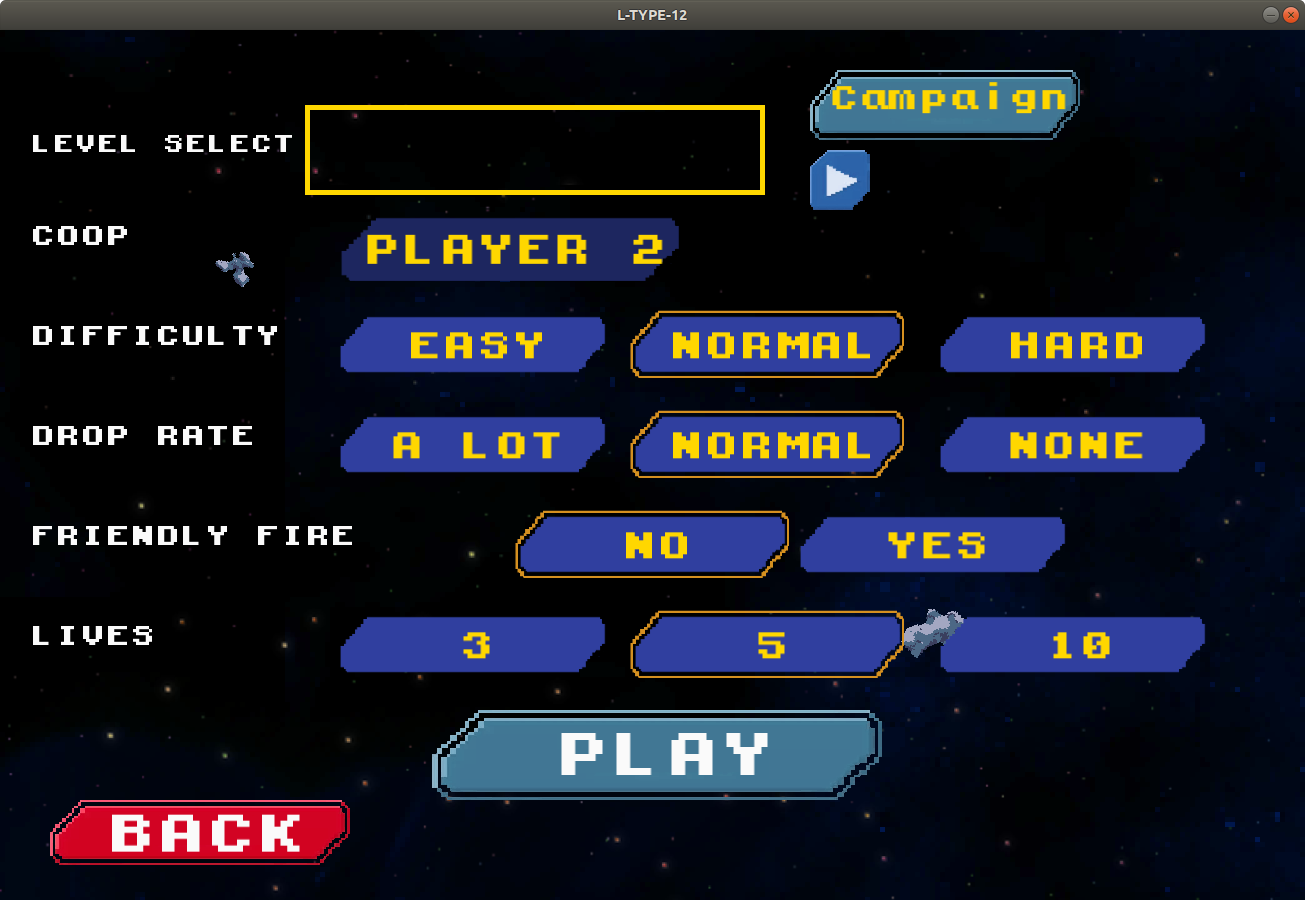 L-TYPE-12
Campaign
LEVEL SELECT
COOP PLAYER 2
DIFFICULTY EASY NORMAL HARD
DROP RATE A LOT NORMAL NONE
FRIENDLY FIRE NO YES
LIVES 3 5 10
PLAY
BACK